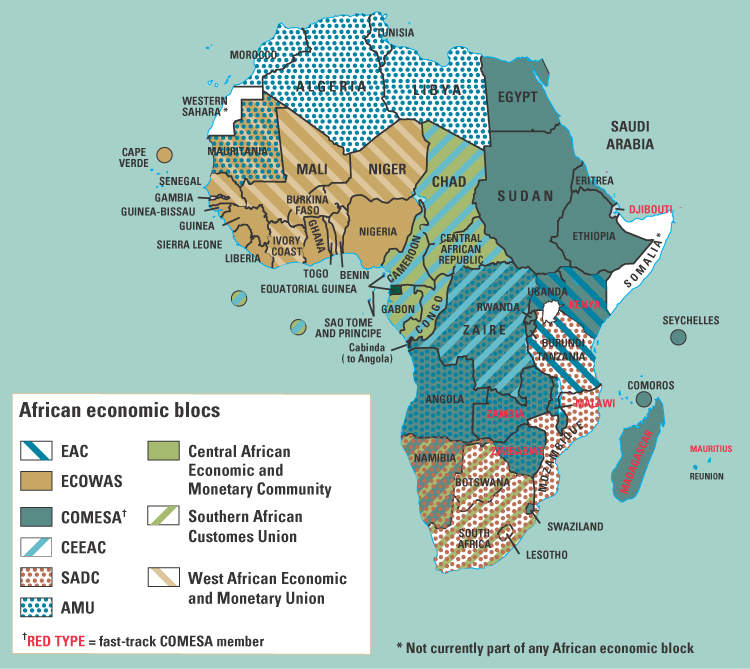 TUNISIA
MOROCCO
ALGERIA
LIBYA
EGYPT
WESTERN
SAHARA *
SAUDI
ARABIA
MAURITANIA
CAPE
VERDE
MALI
NIGER
CHAD
SUDAN
ERITREA
SENEGAL
GAMBIA
GUINEA-BISSAU
GUINEA
SIERRA LEONE
LIBERIA
BURKINA
FASO
IVORY
COAST
GHANA
NIGERIA
TOGO
BENIN
DJIBOUTI
ETHIOPIA
SOMALIA *
CENTRAL
AFRICAN
REPUBLIC
CAMEROON
EQUATORIAL GUINEA
GABON
CONGO
SAO TOME
AND PRINCIPE
Cabinda
( to Angola)
UGANDA
KENYA
RWANDA
ZAIRE
BURUNDI
TANZANIA
SEYCHELLES
COMOROS
ANGOLA
ZAMBIA
MALAWI
MOZAMBIQUE
ZIMBABWE
NAMIBIA
BOTSWANA
MADAGASCAR
MAURITIUS
REUNION
SWAZILAND
SOUTH
AFRICA
LESOTHO
African economic blocs
EAC
ECOWAS
COMESA†
CEEAC
SADC
AMU
Central African
Economic and
Monetary Community
Southern African
Customes Union
West African Economic
and Monetary Union
†RED TYPE = fast-track COMESA member
* Not currently part of any African economic block